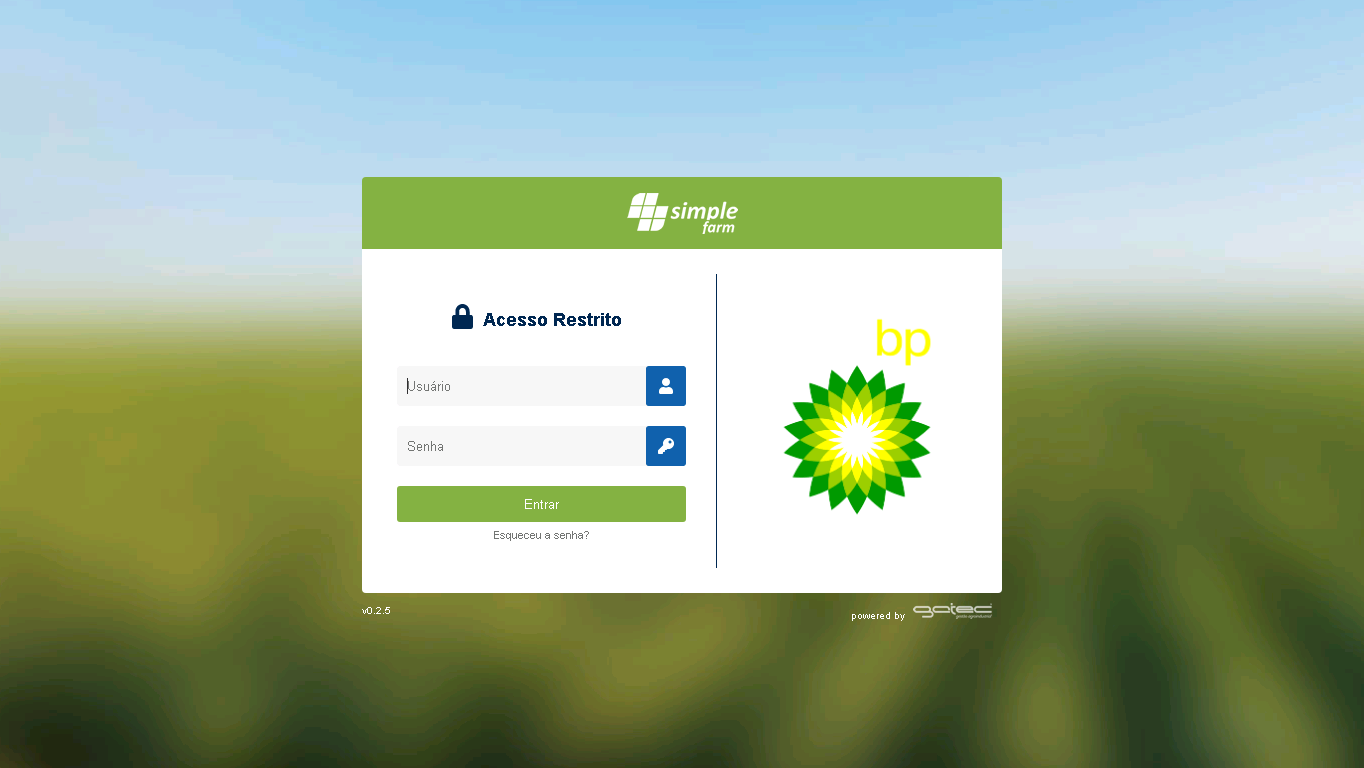 simple
farm
Acesso Restrito
Usuário
Senha
Entrar
Esqueceu a senha?
bp
v0.2.5
powered by gatec